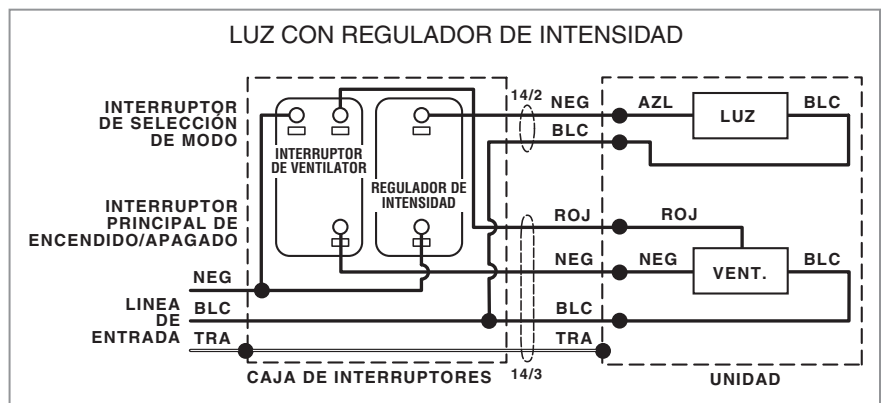 LUZ CON REGULADOR DE INTENSIDAD
INTERRUPTOR
DE SELECCIÓN
DE MODO
INTERRUPTOR
DE VENTILATOR
REGULADOR DE
INTENSIDAD
14/2
NEG
AZL
LUZ
BLC
BLC
INTERRUPTOR
PRINCIPAL DE
ENCENDIDO/APAGADO
ROJ
ROJ
NEG
NEG
VENT.
BLC
NEG
LINEA
DE
ENTRADA
BLC
TRA
BLC
TRA
CAJA DE INTERRUPTORES
14/3
UNIDAD